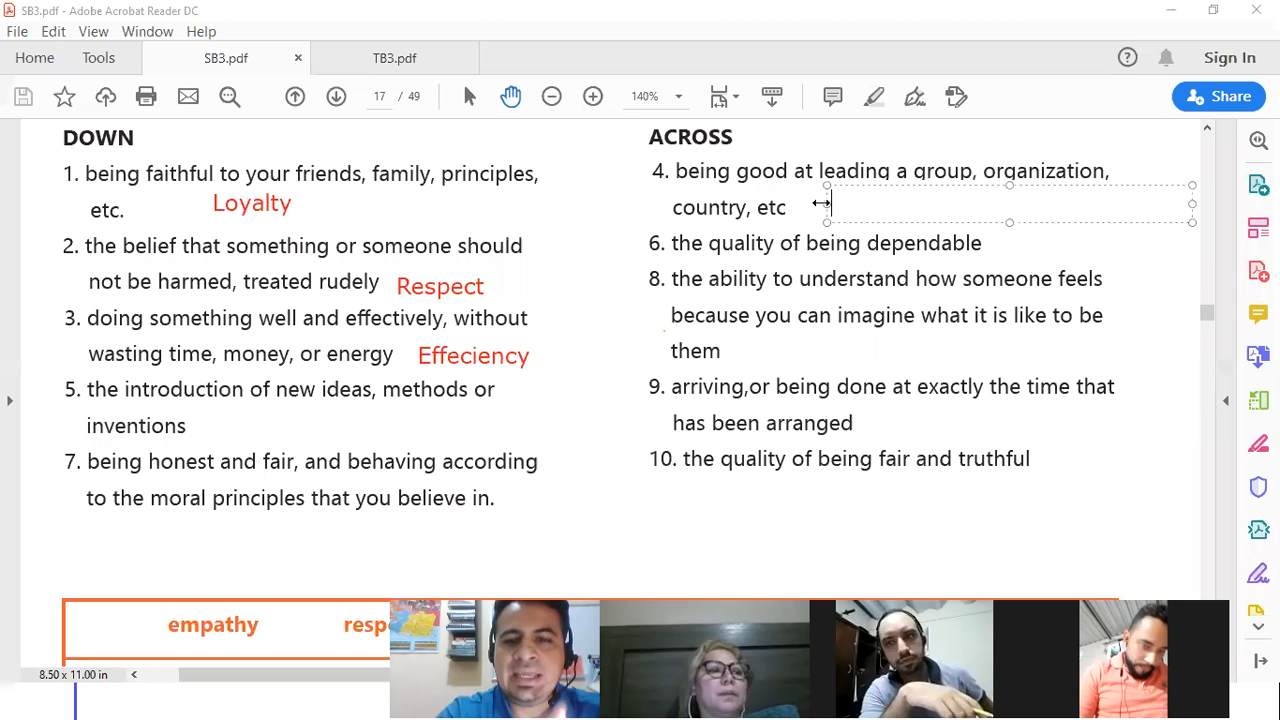 SB3.pdf - Adobe Acrobat Reader DC
File Edit View Window Help
Home Tools SB3.pdf × TB3.pdf Sign In
17 / 49 140% Share
DOWN
1. being faithful to your friends, family, principles,
etc. Loyalty
2. the belief that something or someone should
not be harmed, treated rudely Respect
3. doing something well and effectively, without
wasting time, money, or energy Effeciency
5. the introduction of new ideas, methods or
inventions
7. being honest and fair, and behaving according
to the moral principles that you believe in.
ACROSS
4. being good at leading a group, organization,
country, etc
6. the quality of being dependable
8. the ability to understand how someone feels
because you can imagine what it is like to be
them
9. arriving,or being done at exactly the time that
has been arranged
10. the quality of being fair and truthful
empathy
8.50 x 11.00 in